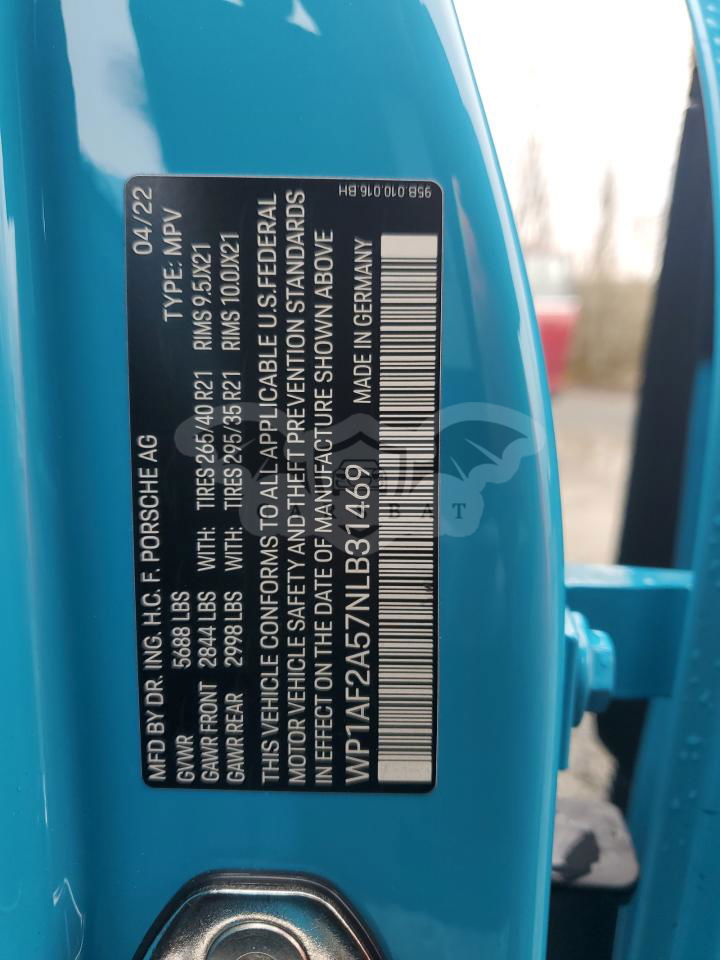 MFD BY DR. ING. H.C. F. PORSCHE AG 04/22
GVWR 5688 LBS TYPE: MPV
GAWR FRONT 2844 LBS WITH: TIRES 265/40 R21 RIMS 9.5JX21
GAWR REAR 2998 LBS WITH: TIRES 295/35 R21 RIMS 10.0JX21
THIS VEHICLE CONFORMS TO ALL APPLICABLE U.S.FEDERAL
MOTOR VEHICLE SAFETY AND THEFT PREVENTION STANDARDS
IN EFFECT ON THE DATE OF MANUFACTURE SHOWN ABOVE
WP1AF2A57NLB31469 MADE IN GERMANY
95B.010.016.BH
CARCBAT